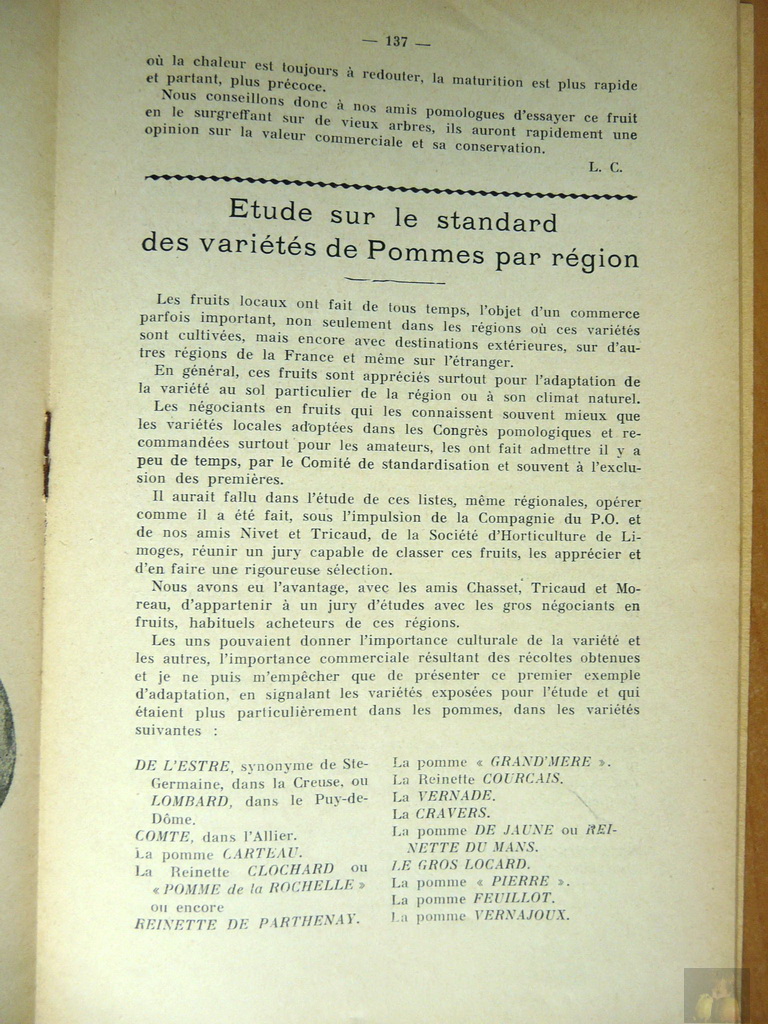 — 137 —
où la chaleur est toujours à redouter, la maturition est plus rapide
et partant, plus précoce.
Nous conseillons donc à nos amis pomologues d'essayer ce fruit
en le surgreffant sur de vieux arbres, ils auront rapidement une
opinion sur la valeur commerciale et sa conservation.
L. C.
Etude sur le standard
des variétés de Pommes par région
Les fruits locaux ont fait de tous temps, l'objet d'un commerce
parfois important, non seulement dans les régions où ces variétés
sont cultivées, mais encore avec destinations extérieures, sur d'au-
tres régions de la France et même sur l'étranger.
En général, ces fruits sont appréciés surtout pour l'adaptation de
la variété au sol particulier de la région ou à son climat naturel.
Les négociants en fruits qui les connaissent souvent mieux que
les variétés locales adoptées dans les Congrès pomologiques et re-
commandées surtout pour les amateurs, les ont fait admettre il y a
peu de temps, par le Comité de standardisation et souvent à l'exclu-
sion des premières.
Il aurait fallu dans l'étude de ces listes, même régionales, opérer
comme il a été fait, sous l'impulsion de la Compagnie du P.O. et
de nos amis Nivet et Tricaud, de la Société d'Horticulture de Li-
moges, réunir un jury capable de classer ces fruits, les apprécier et
d'en faire une rigoureuse sélection.
Nous avons eu l'avantage, avec les amis Chasset, Tricaud et Mo-
reau, d'appartenir à un jury d'études avec les gros négociants en
fruits, habituels acheteurs de ces régions.
Les uns pouvaient donner l'importance culturale de la variété et
les autres, l'importance commerciale résultant des récoltes obtenues
et je ne puis m'empêcher que de présenter ce premier exemple
d'adaptation, en signalant les variétés exposées pour l'étude et qui
étaient plus particulièrement dans les pommes, dans les variétés
suivantes :
DE L'ESTRE, synonyme de Ste-
Germaine, dans la Creuse, ou
LOMBARD, dans le Puy-de-
Dôme.
COMTE, dans l'Allier.
La pomme CARTEAU.
La Reinette CLOCHARD ou
« POMME de la ROCHELLE »
ou encore
REINETTE DE PARTHENAY.
La pomme « GRAND'MERE ».
La Reinette COURCAIS.
La VERNADE.
La CRAVERS.
La pomme DE JAUNE ou REI-
NETTE DU MANS.
LE GROS LOCARD.
La pomme « PIERRE ».
La pomme FEUILLOT.
La pomme VERNAJOUX.